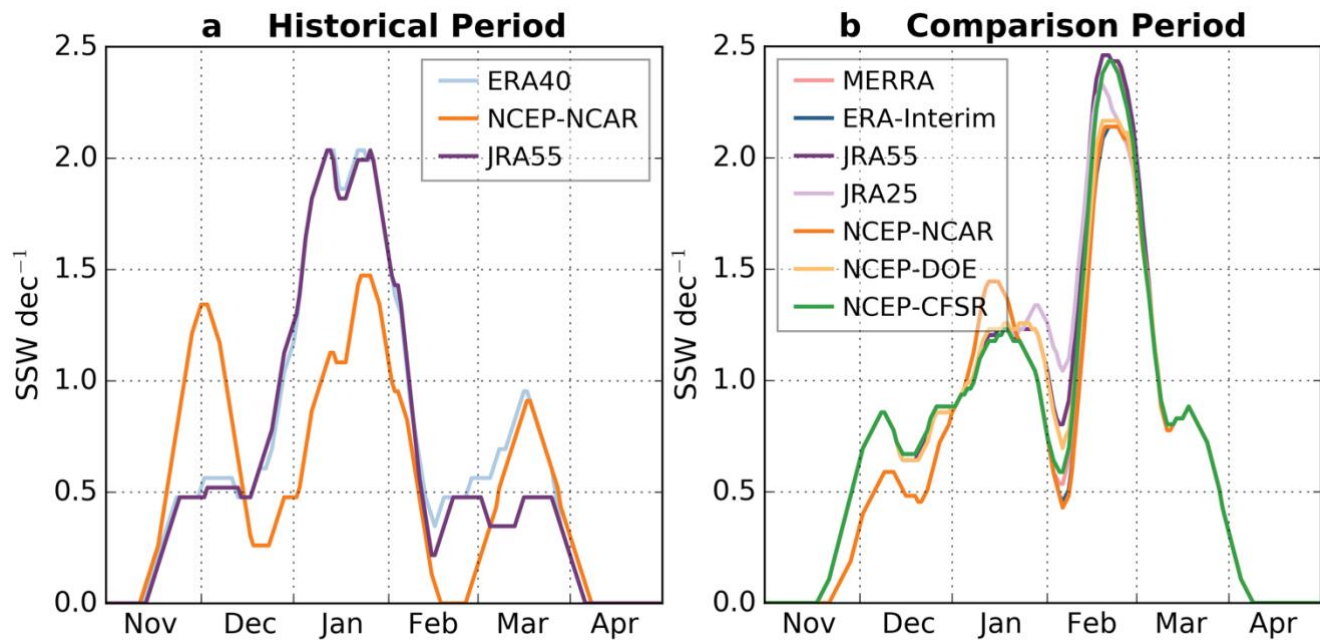 a Historical Period
2.5
2.0
1.5
1.0
0.5
0.0
SSW dec⁻¹
ERA40
NCEP-NCAR
JRA55
Nov Dec Jan Feb Mar Apr
b Comparison Period
2.5
2.0
1.5
1.0
0.5
0.0
SSW dec⁻¹
MERRA
ERA-Interim
JRA55
JRA25
NCEP-NCAR
NCEP-DOE
NCEP-CFSR
Nov Dec Jan Feb Mar Apr